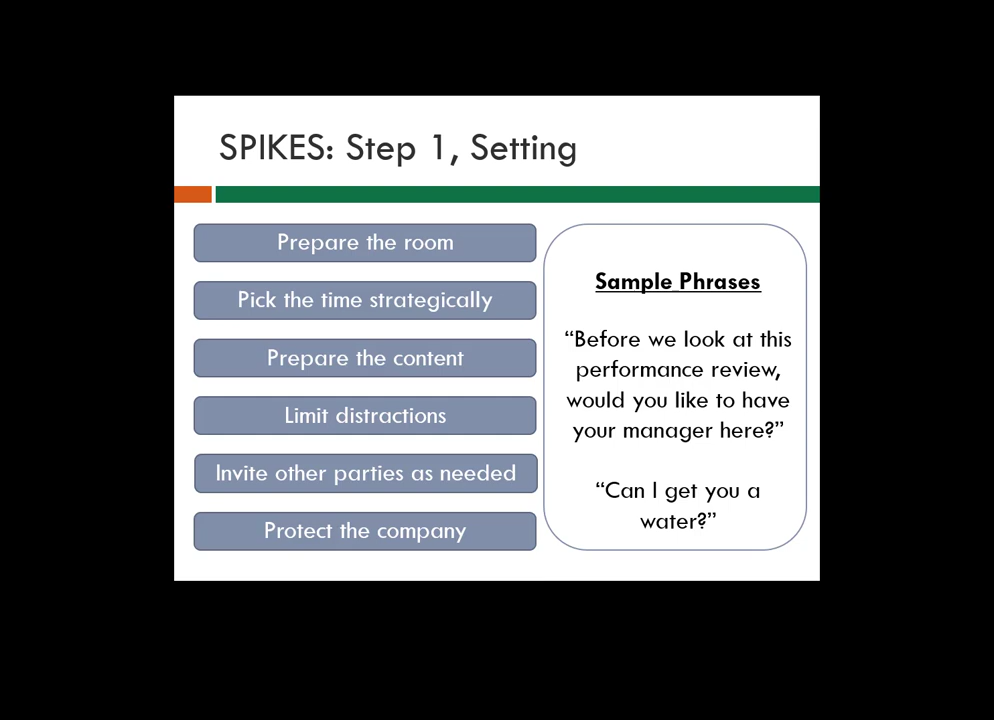 SPIKES: Step 1, Setting
Prepare the room
Pick the time strategically
Prepare the content
Limit distractions
Invite other parties as needed
Protect the company
Sample Phrases
“Before we look at this
performance review,
would you like to have
your manager here?”
“Can I get you a
water?”